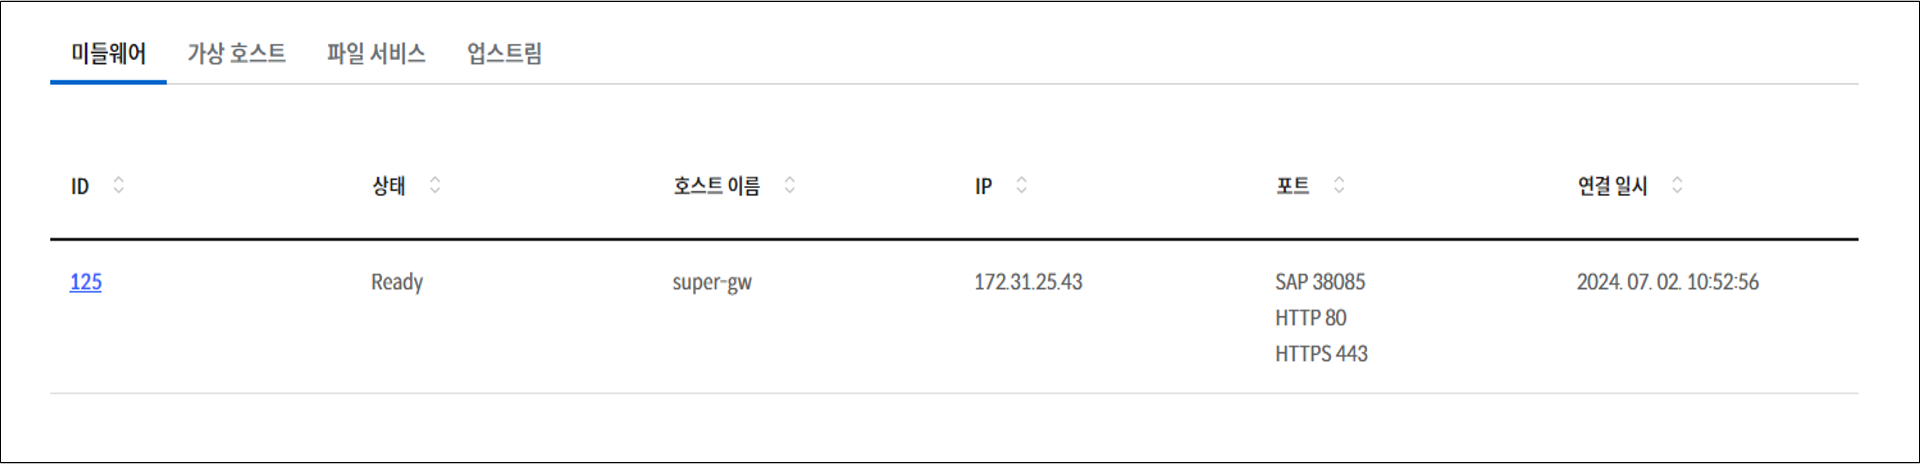 미들웨어 가상 호스트 파일 서비스 업스트림
ID 상태 호스트 이름 IP 포트 연결 일시
125 Ready super-gw 172.31.25.43 SAP 38085 2024. 07. 02. 10:52:56
HTTP 80
HTTPS 443